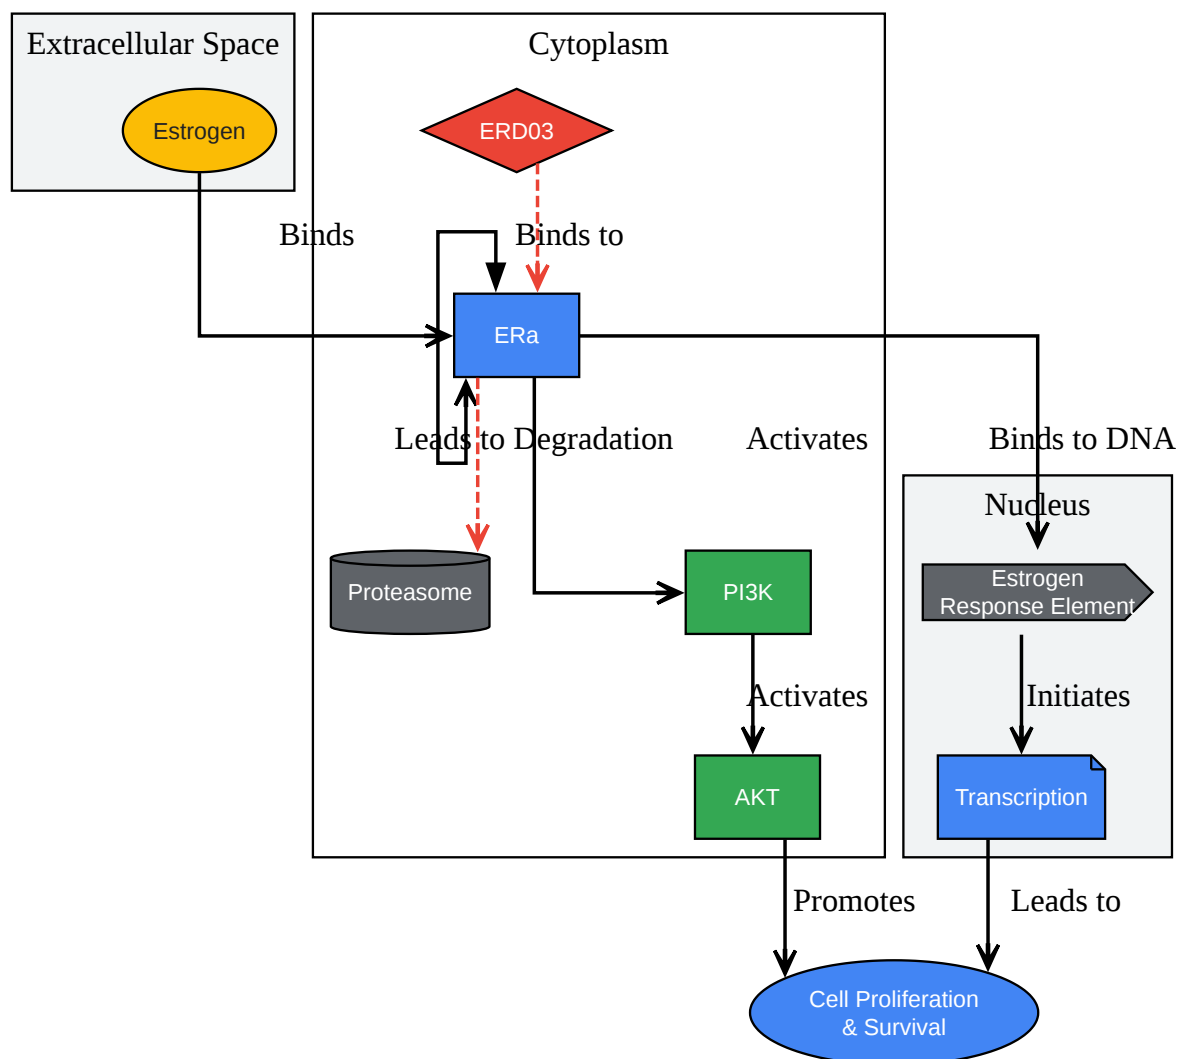 Extracellular Space
Cytoplasm
Estrogen
ERD03
Binds
Binds to
ERa
Leads to Degradation
Activates
Binds to DNA
Nucleus
Proteasome
PI3K
Estrogen
Response Element
Activates
Initiates
AKT
Transcription
Promotes
Leads to
Cell Proliferation
& Survival